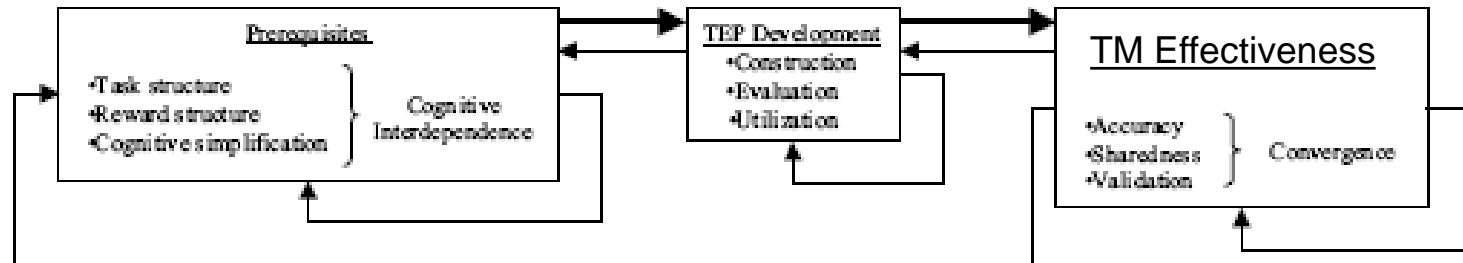 Prerequisites
•Task structure
•Reward structure
•Cognitive simplification
Cognitive
Interdependence
TEP Development
•Construction
•Evaluation
•Utilization
TM Effectiveness
•Accuracy
•Sharedness
•Validation
Convergence